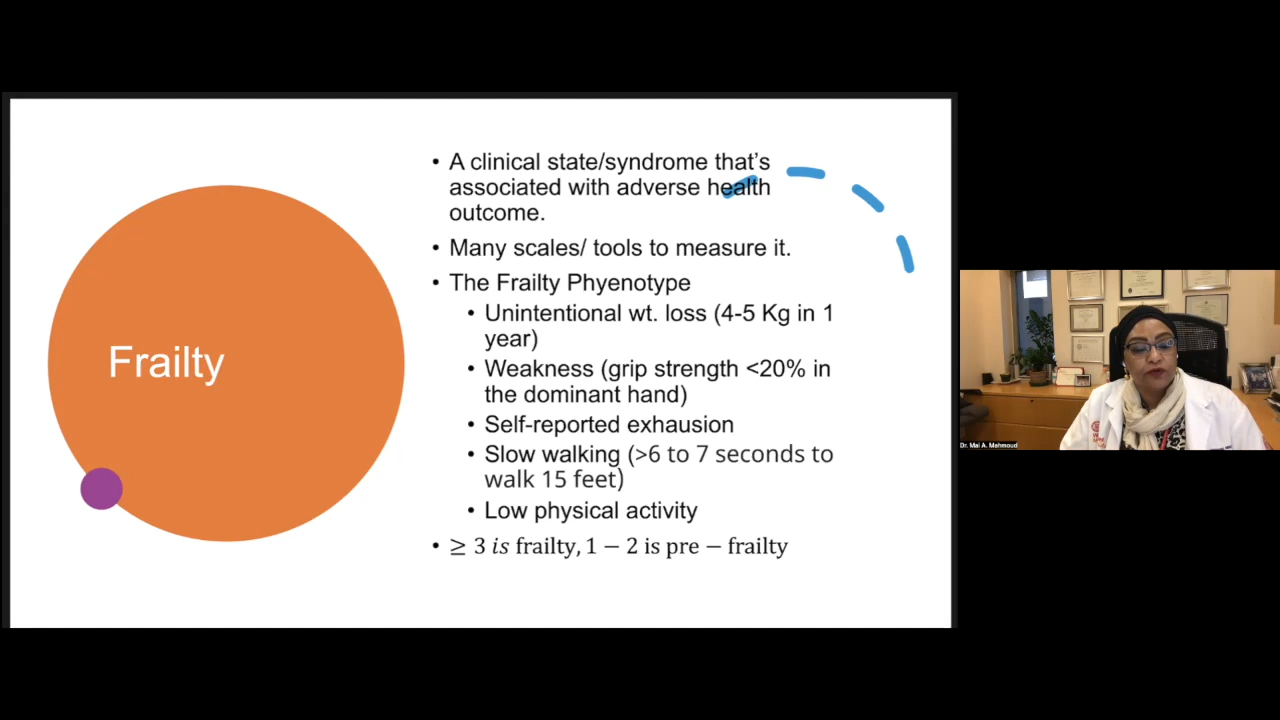 Frailty
• A clinical state/syndrome that's
associated with adverse health
outcome.
• Many scales/ tools to measure it.
• The Frailty Phyenotype
• Unintentional wt. loss (4-5 Kg in 1
year)
• Weakness (grip strength <20% in
the dominant hand)
• Self-reported exhausion
• Slow walking (>6 to 7 seconds to
walk 15 feet)
• Low physical activity
• ≥ 3 is frailty, 1 − 2 is pre − frailty
Dr. Mai A. Mahmoud